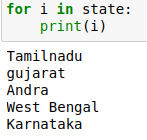 for i in state:
    print(i)
Tamilnadu
gujarat
Andra
West Bengal
Karnataka